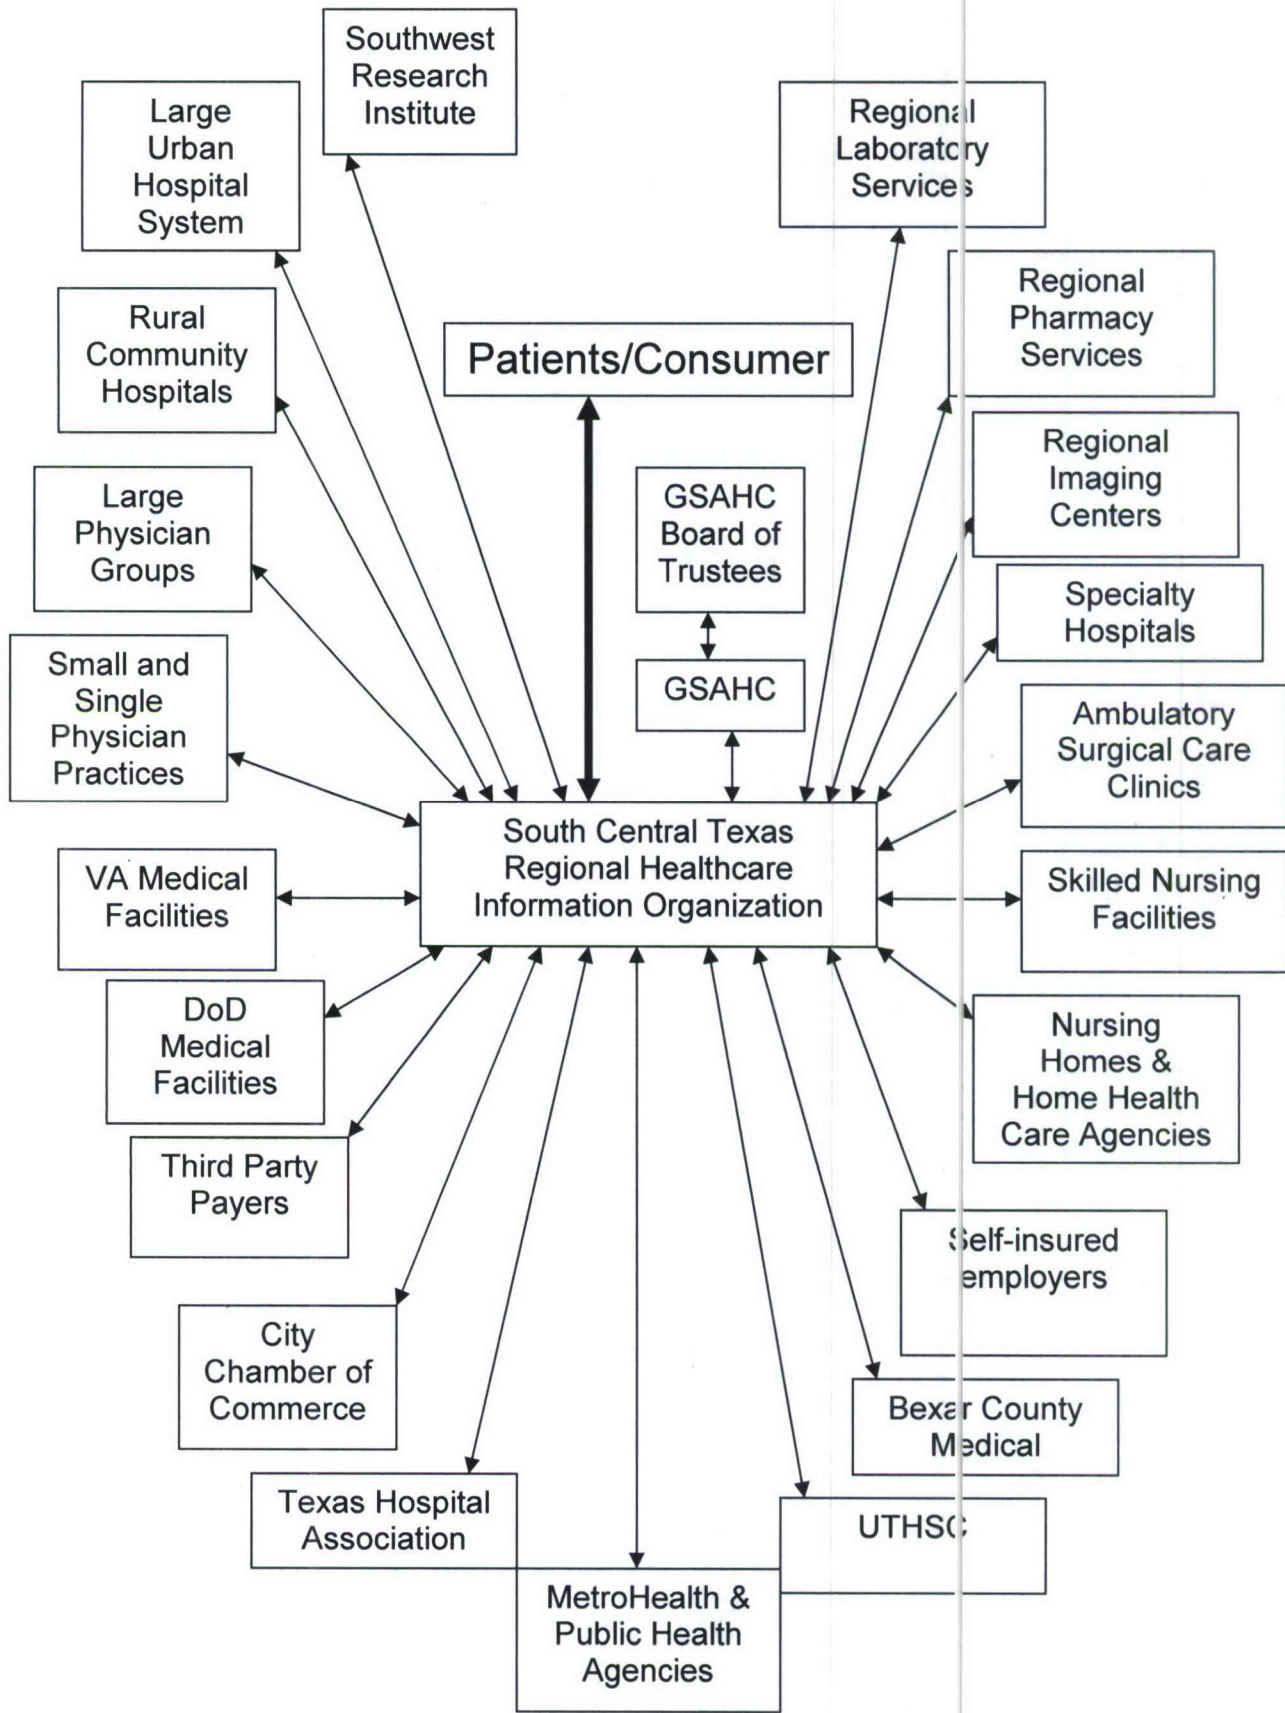 Southwest
Research
Institute
Large
Urban
Hospital
System
Regional
Laboratory
Services
Rural
Community
Hospitals
Patients/Consumer
Regional
Pharmacy
Services
Large
Physician
Groups
GSAHC
Board of
Trustees
Regional
Imaging
Centers
Specialty
Hospitals
Small and
Single
Physician
Practices
GSAHC
Ambulatory
Surgical Care
Clinics
South Central Texas
Regional Healthcare
Information Organization
VA Medical
Facilities
Skilled Nursing
Facilities
DoD
Medical
Facilities
Nursing
Homes &
Home Health
Care Agencies
Third Party
Payers
Self-insured
employers
City
Chamber of
Commerce
Bexar County
Medical
Texas Hospital
Association
UTHSC
MetroHealth &
Public Health
Agencies